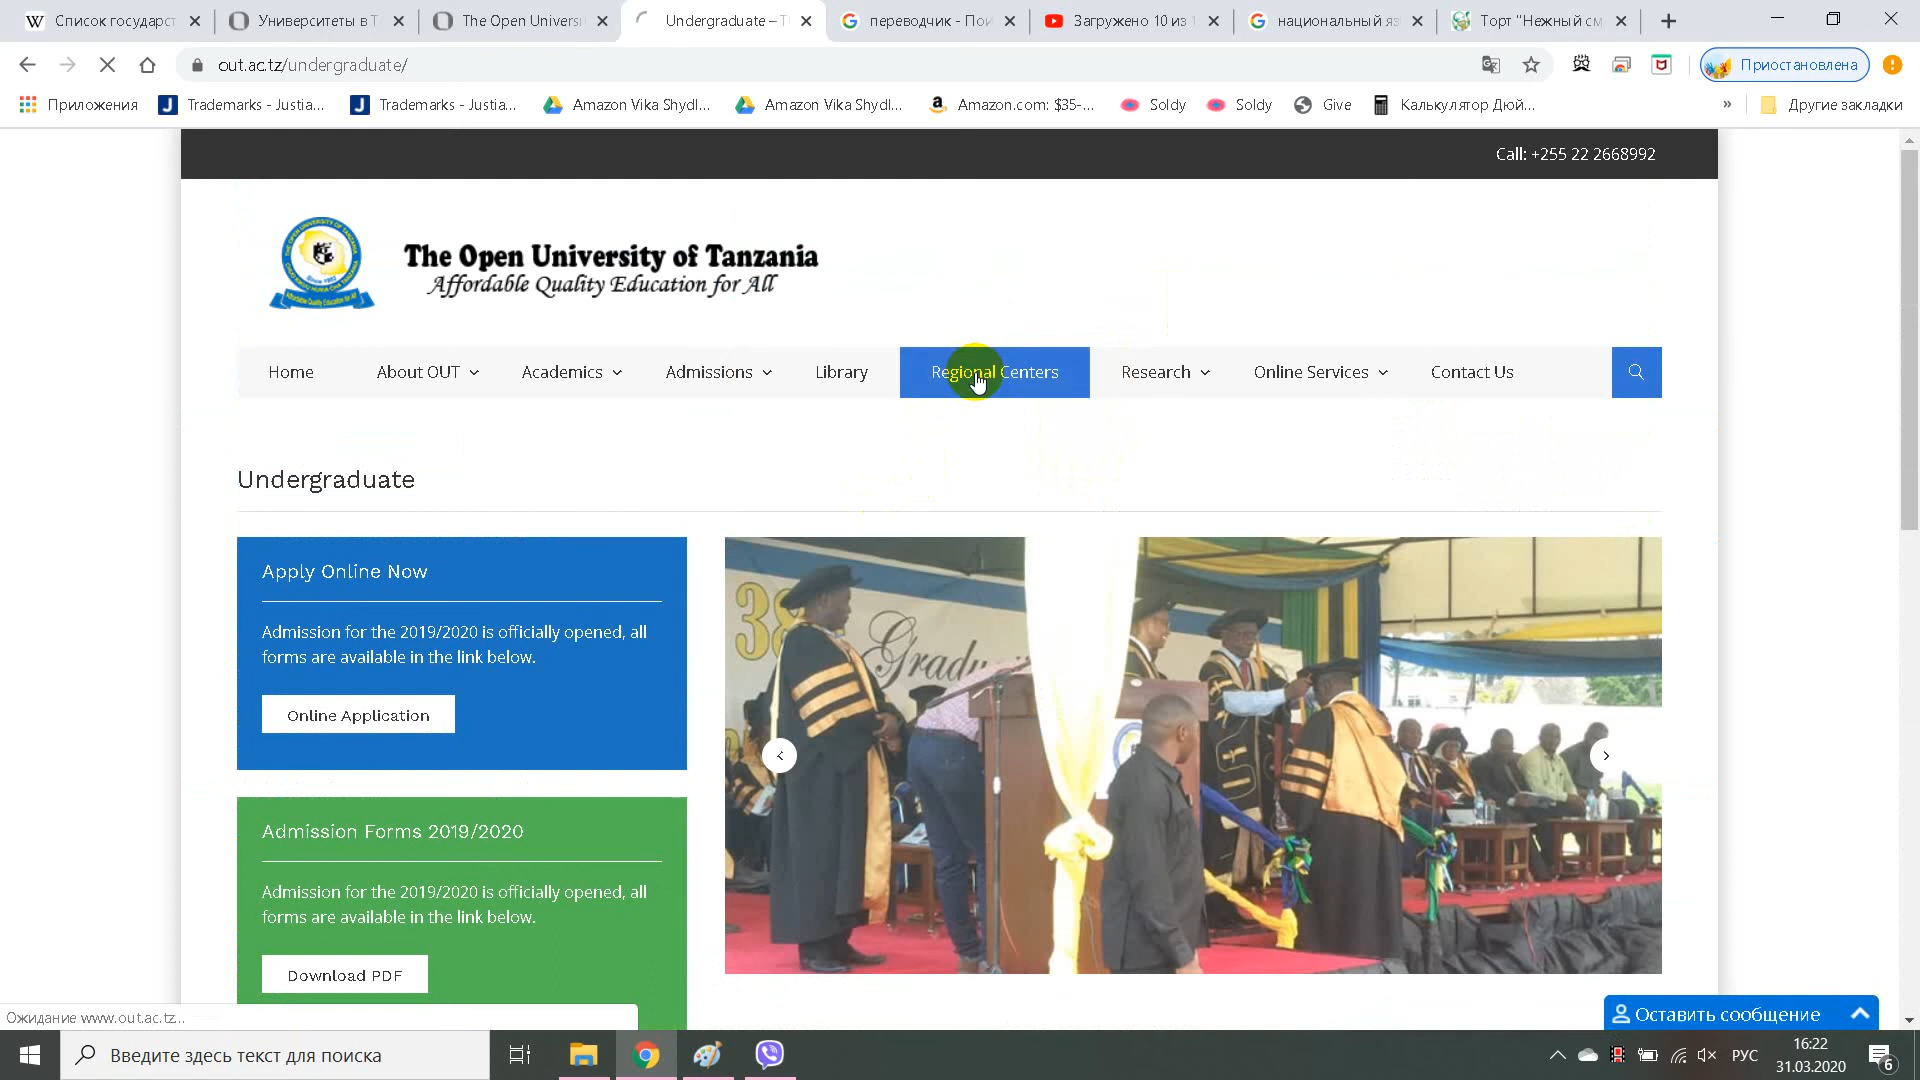 Список государст
Университеты в Т
The Open Universi
Undergraduate – T
переводчик - Пои
Загружено 10 из 1
национальный яз
Торт "Нежный см
out.ac.tz/undergraduate/
Приостановлена
Приложения
Trademarks - Justia...
Trademarks - Justia...
Amazon Vika Shydl...
Amazon Vika Shydl...
Amazon.com: $35-...
Soldy
Soldy
Give
Калькулятор Дюй...
»
Другие закладки
Call: +255 22 2668992
The Open University of Tanzania
Affordable Quality Education for All
Home
About OUT
Academics
Admissions
Library
Regional Centers
Research
Online Services
Contact Us
Undergraduate
Apply Online Now
Admission for the 2019/2020 is officially opened, all
forms are available in the link below.
Online Application
Admission Forms 2019/2020
Admission for the 2019/2020 is officially opened, all
forms are available in the link below.
Download PDF
38
Ожидание www.out.ac.tz...
Оставить сообщение
Введите здесь текст для поиска
РУС
16:22
31.03.2020
6